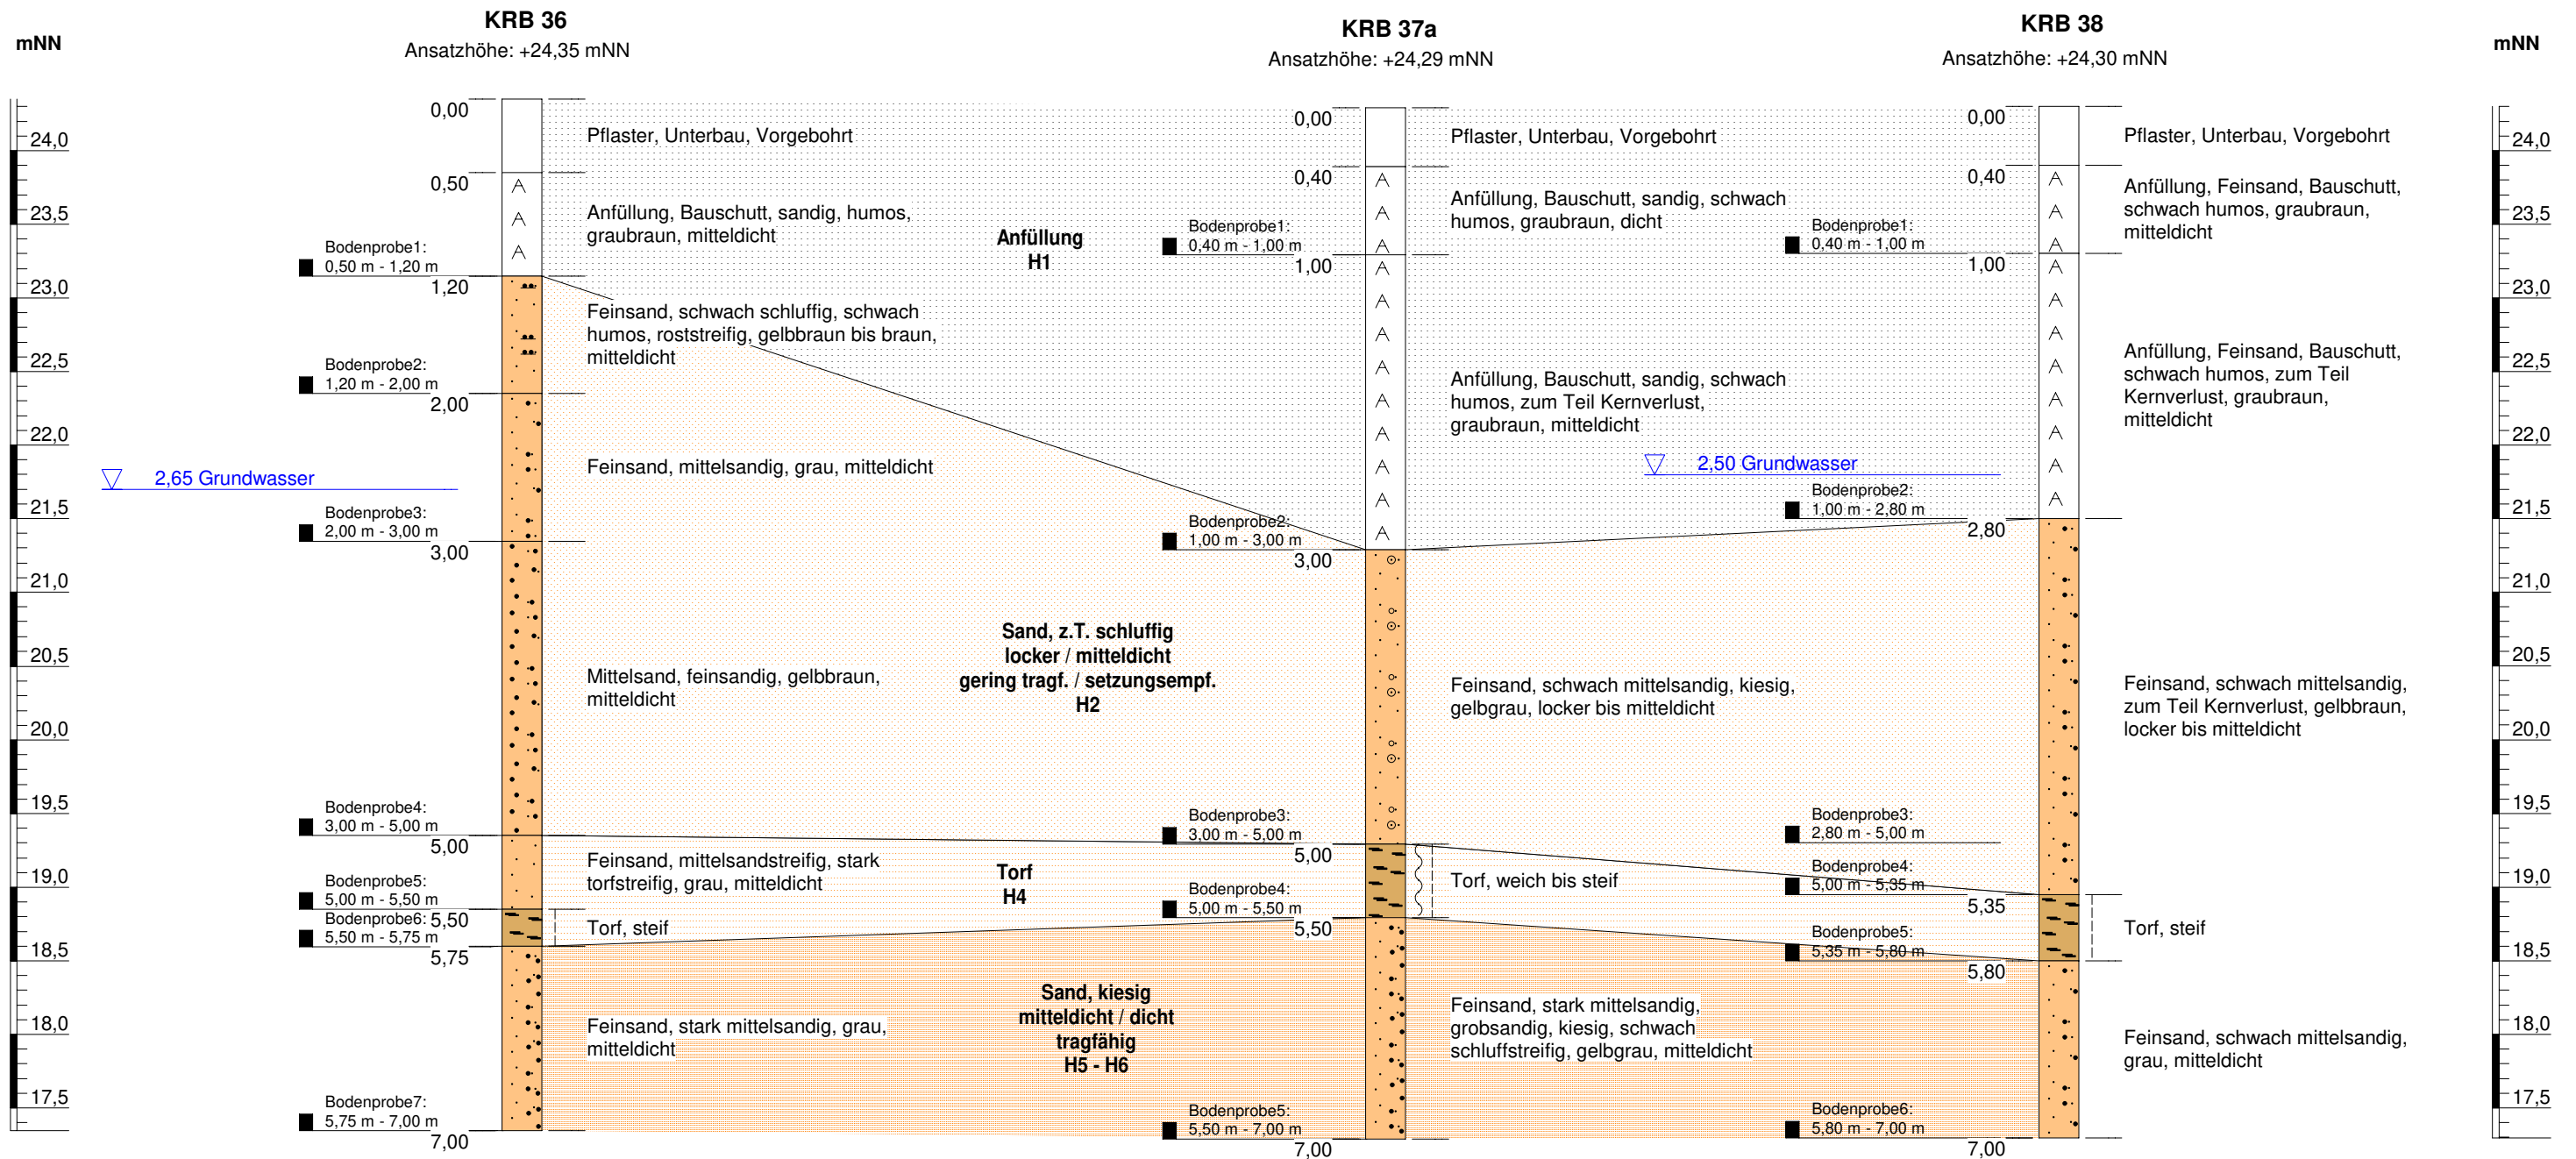 mNN
KRB 36
Ansatzhöhe: +24,35 mNN
KRB 37a
Ansatzhöhe: +24,29 mNN
KRB 38
Ansatzhöhe: +24,30 mNN
mNN
24,0
23,5
23,0
22,5
22,0
21,5
21,0
20,5
20,0
19,5
19,0
18,5
18,0
17,5
2,65 Grundwasser
Bodenprobe1:
0,50 m - 1,20 m
Bodenprobe2:
1,20 m - 2,00 m
Bodenprobe3:
2,00 m - 3,00 m
Bodenprobe4:
3,00 m - 5,00 m
Bodenprobe5:
5,00 m - 5,50 m
Bodenprobe6:
5,50 m - 5,75 m
Bodenprobe7:
5,75 m - 7,00 m
0,00
0,50
1,20
2,00
3,00
5,00
5,50
5,75
7,00
Pflaster, Unterbau, Vorgebohrt
Anfüllung, Bauschutt, sandig, humos,
graubraun, mitteldicht
Feinsand, schwach schluffig, schwach
humos, roststreifig, gelbbraun bis braun,
mitteldicht
Feinsand, mittelsandig, grau, mitteldicht
Mittelsand, feinsandig, gelbbraun,
mitteldicht
Feinsand, mittelsandstreifig, stark
torfstreifig, grau, mitteldicht
Torf, steif
Feinsand, stark mittelsandig, grau,
mitteldicht
Anfüllung
H1
Sand, z.T. schluffig
locker / mitteldicht
gering tragf. / setzungsempf.
H2
Torf
H4
Sand, kiesig
mitteldicht / dicht
tragfähig
H5 - H6
Bodenprobe1:
0,40 m - 1,00 m
Bodenprobe2:
1,00 m - 3,00 m
Bodenprobe3:
3,00 m - 5,00 m
Bodenprobe4:
5,00 m - 5,50 m
Bodenprobe5:
5,50 m - 7,00 m
0,00
0,40
1,00
3,00
5,00
5,50
7,00
Pflaster, Unterbau, Vorgebohrt
Anfüllung, Bauschutt, sandig, schwach
humos, graubraun, dicht
Anfüllung, Bauschutt, sandig, schwach
humos, zum Teil Kernverlust,
graubraun, mitteldicht
Feinsand, schwach mittelsandig, kiesig,
gelbgrau, locker bis mitteldicht
Torf, weich bis steif
Feinsand, stark mittelsandig,
grobsandig, kiesig, schwach
schluffstreifig, gelbgrau, mitteldicht
2,50 Grundwasser
Bodenprobe1:
0,40 m - 1,00 m
Bodenprobe2:
1,00 m - 2,80 m
Bodenprobe3:
2,80 m - 5,00 m
Bodenprobe4:
5,00 m - 5,35 m
Bodenprobe5:
5,35 m - 5,80 m
Bodenprobe6:
5,80 m - 7,00 m
0,00
0,40
1,00
2,80
5,35
5,80
7,00
Pflaster, Unterbau, Vorgebohrt
Anfüllung, Feinsand, Bauschutt,
schwach humos, graubraun,
mitteldicht
Anfüllung, Feinsand, Bauschutt,
schwach humos, zum Teil
Kernverlust, graubraun,
mitteldicht
Feinsand, schwach mittelsandig,
zum Teil Kernverlust, gelbbraun,
locker bis mitteldicht
Torf, steif
Feinsand, schwach mittelsandig,
grau, mitteldicht
24,0
23,5
23,0
22,5
22,0
21,5
21,0
20,5
20,0
19,5
19,0
18,5
18,0
17,5